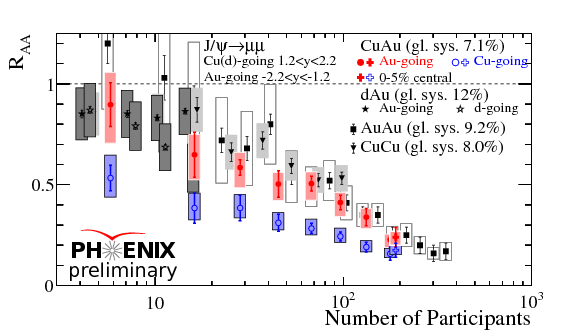 R_AA
J/ψ→μμ
Cu(d)-going 1.2<y<2.2
Au-going -2.2<y<-1.2
CuAu (gl. sys. 7.1%)
Au-going Cu-going
0-5% central
dAu (gl. sys. 12%)
Au-going d-going
AuAu (gl. sys. 9.2%)
CuCu (gl. sys. 8.0%)
1
0.5
0
PHENIX
preliminary
10
10²
10³
Number of Participants